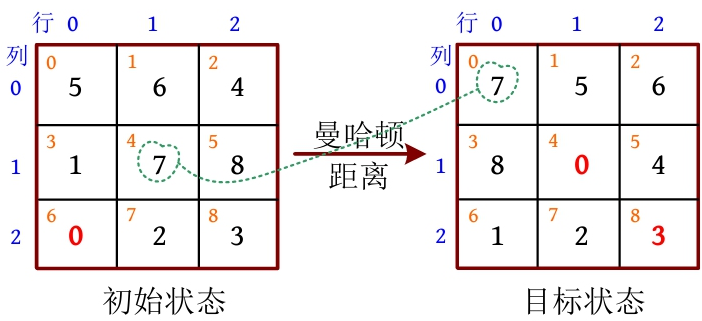 行 0 1 2
列
0 1 2
0 5 6 4
3 4 5
1 1 7 8
6 7 8
2 0 2 3
初始状态
曼哈顿
距离
行 0 1 2
列
0 1 2
0 7 5 6
3 4 5
1 8 0 4
6 7 8
2 1 2 3
目标状态